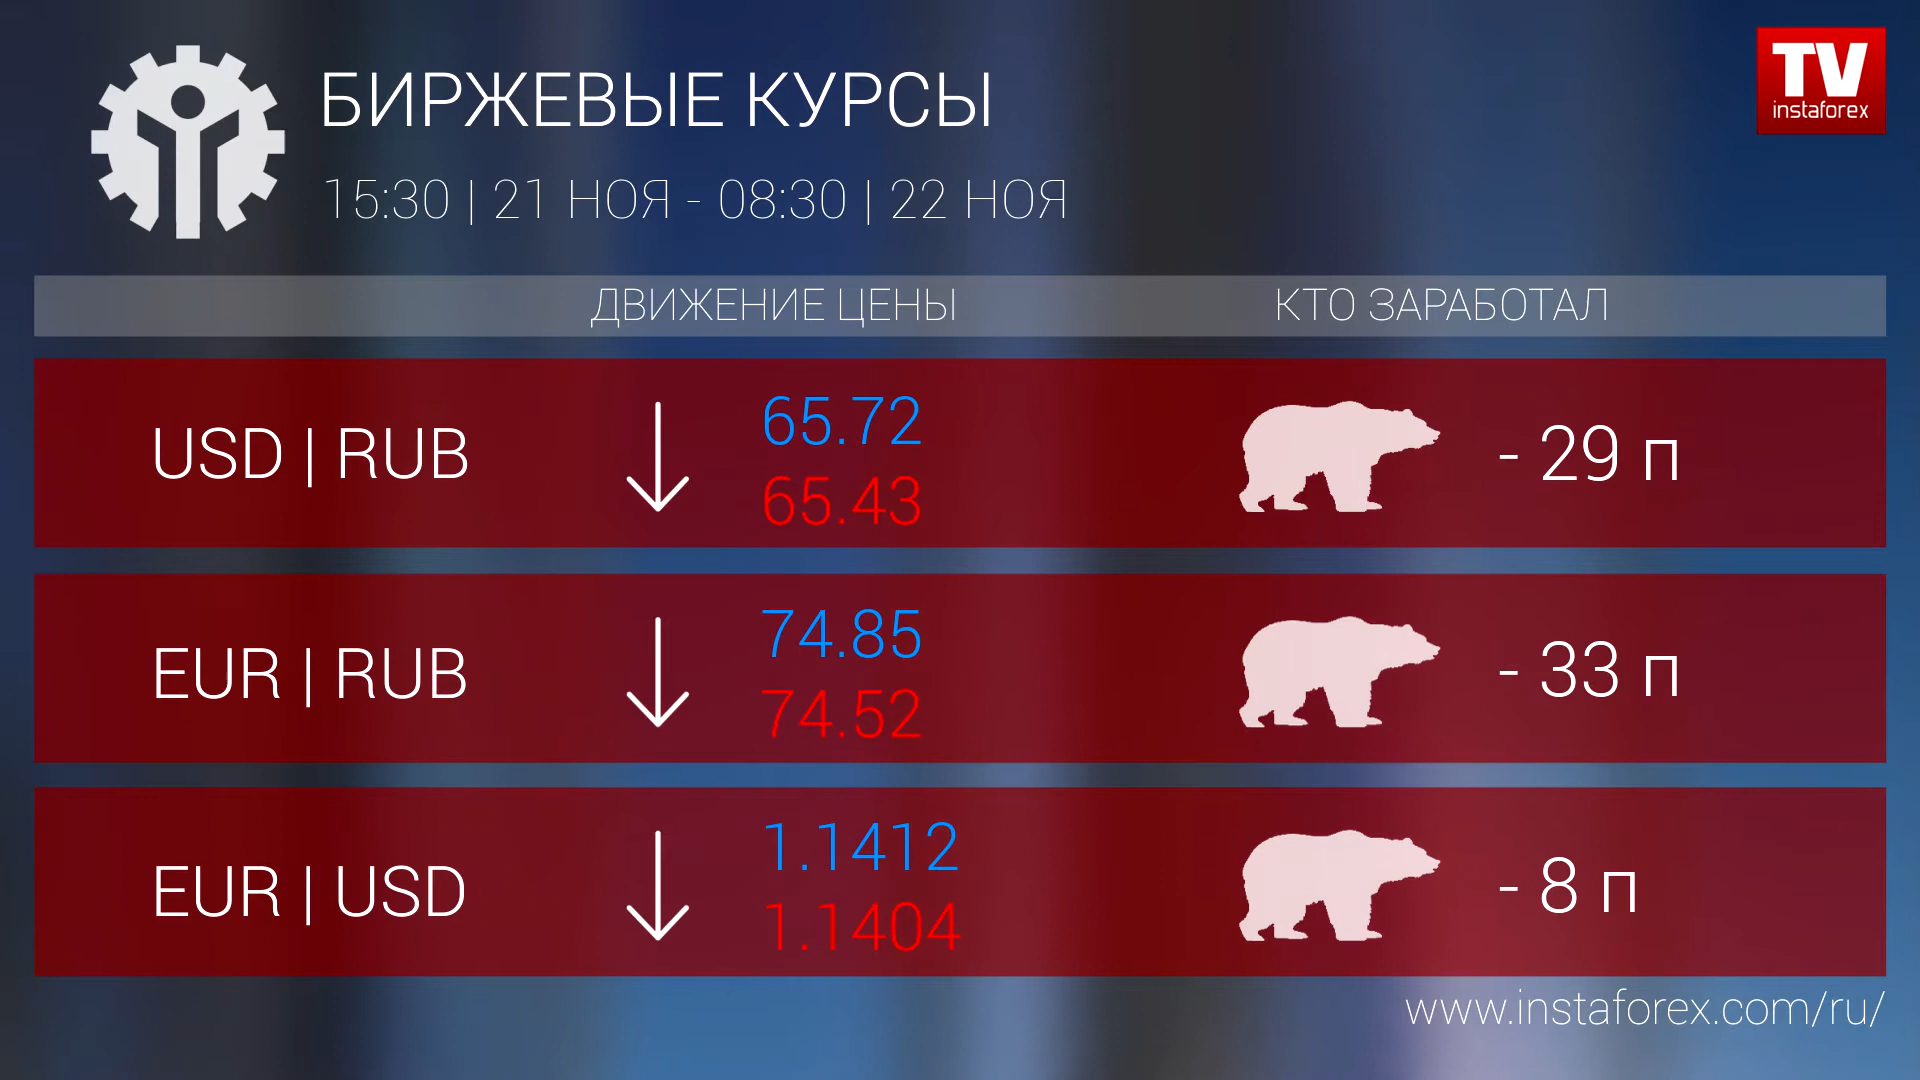 БИРЖЕВЫЕ КУРСЫ
TV
instaforex
15:30 | 21 НОЯ - 08:30 | 22 НОЯ
ДВИЖЕНИЕ ЦЕНЫ
КТО ЗАРАБОТАЛ
USD | RUB
65.72
65.43
- 29 п
EUR | RUB
74.85
74.52
- 33 п
EUR | USD
1.1412
1.1404
- 8 п
www.instaforex.com/ru/